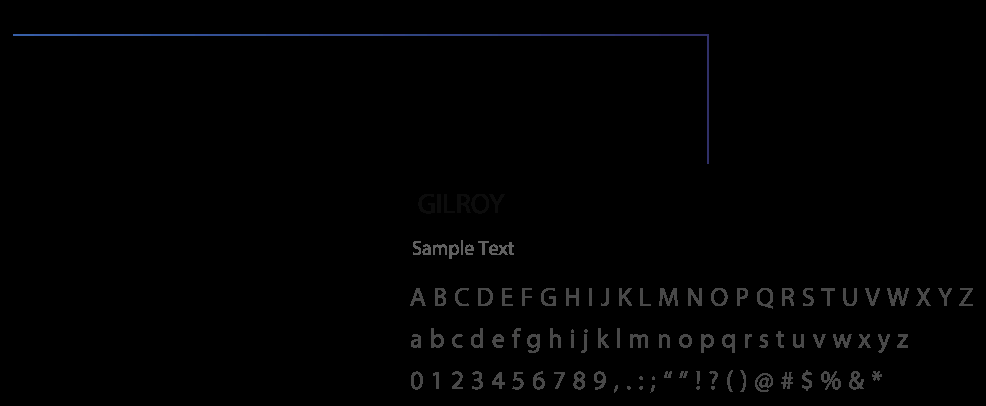 GILROY
Sample Text
A B C D E F G H I J K L M N O P Q R S T U V W X Y Z
a b c d e f g h i j k l m n o p q r s t u v w x y z
0 1 2 3 4 5 6 7 8 9 , . : ; “ ” ! ? ( ) @ # $ % & *